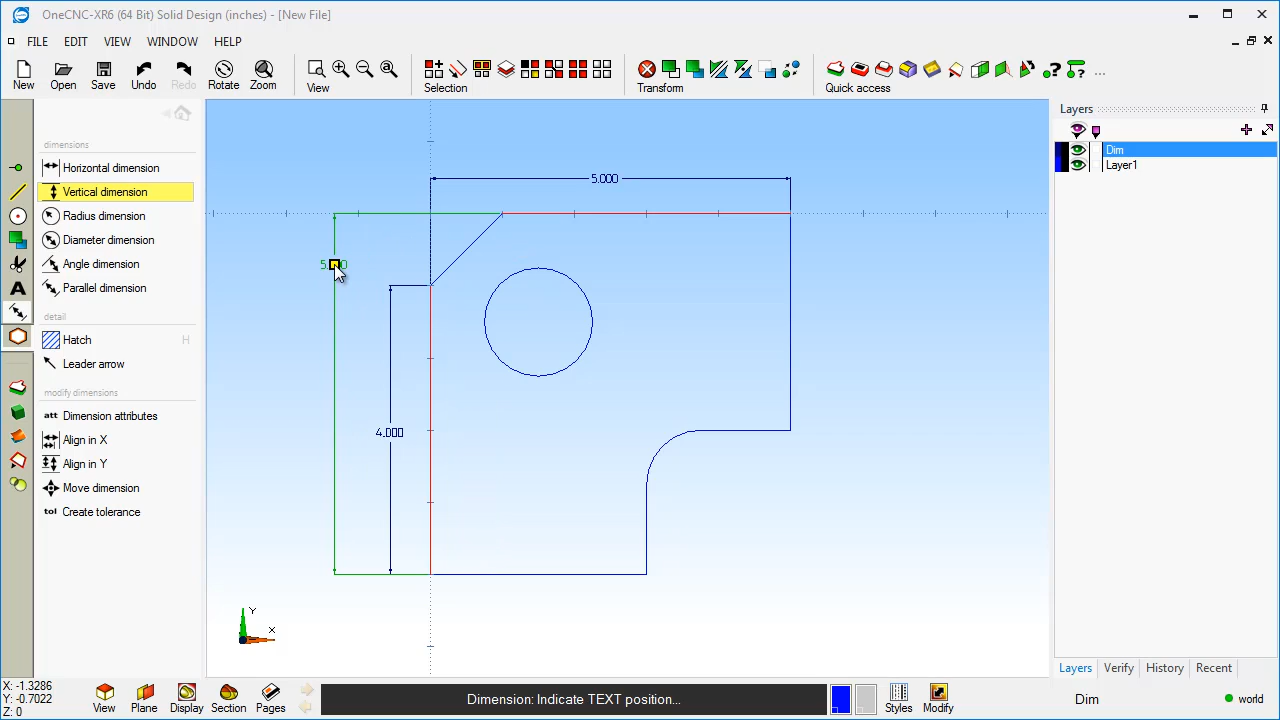 OneCNC-XR6 (64 Bit) Solid Design (inches) - [New File]
FILE EDIT VIEW WINDOW HELP
New Open Save Undo Redo Rotate Zoom View Selection Transform Quick access ...
dimensions
Horizontal dimension
Vertical dimension
Radius dimension
Diameter dimension
Angle dimension
Parallel dimension
detail
Hatch H
Leader arrow
modify dimensions
att Dimension attributes
Align in X
Align in Y
Move dimension
tol Create tolerance
5.000
4.000
Y
X
Layers
Dim
Layer1
Layers Verify History Recent
X: -1.3286
Y: -0.7022
Z: 0
View Plane Display Section Pages
Dimension: Indicate TEXT position...
Styles Modify
Dim
world